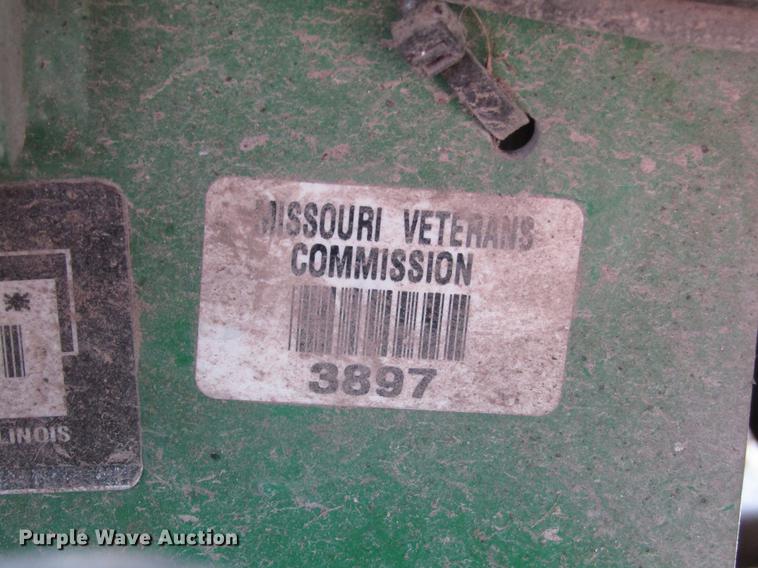 MISSOURI VETERANS
COMMISSION
3897
LINOIS
Purple Wave Auction